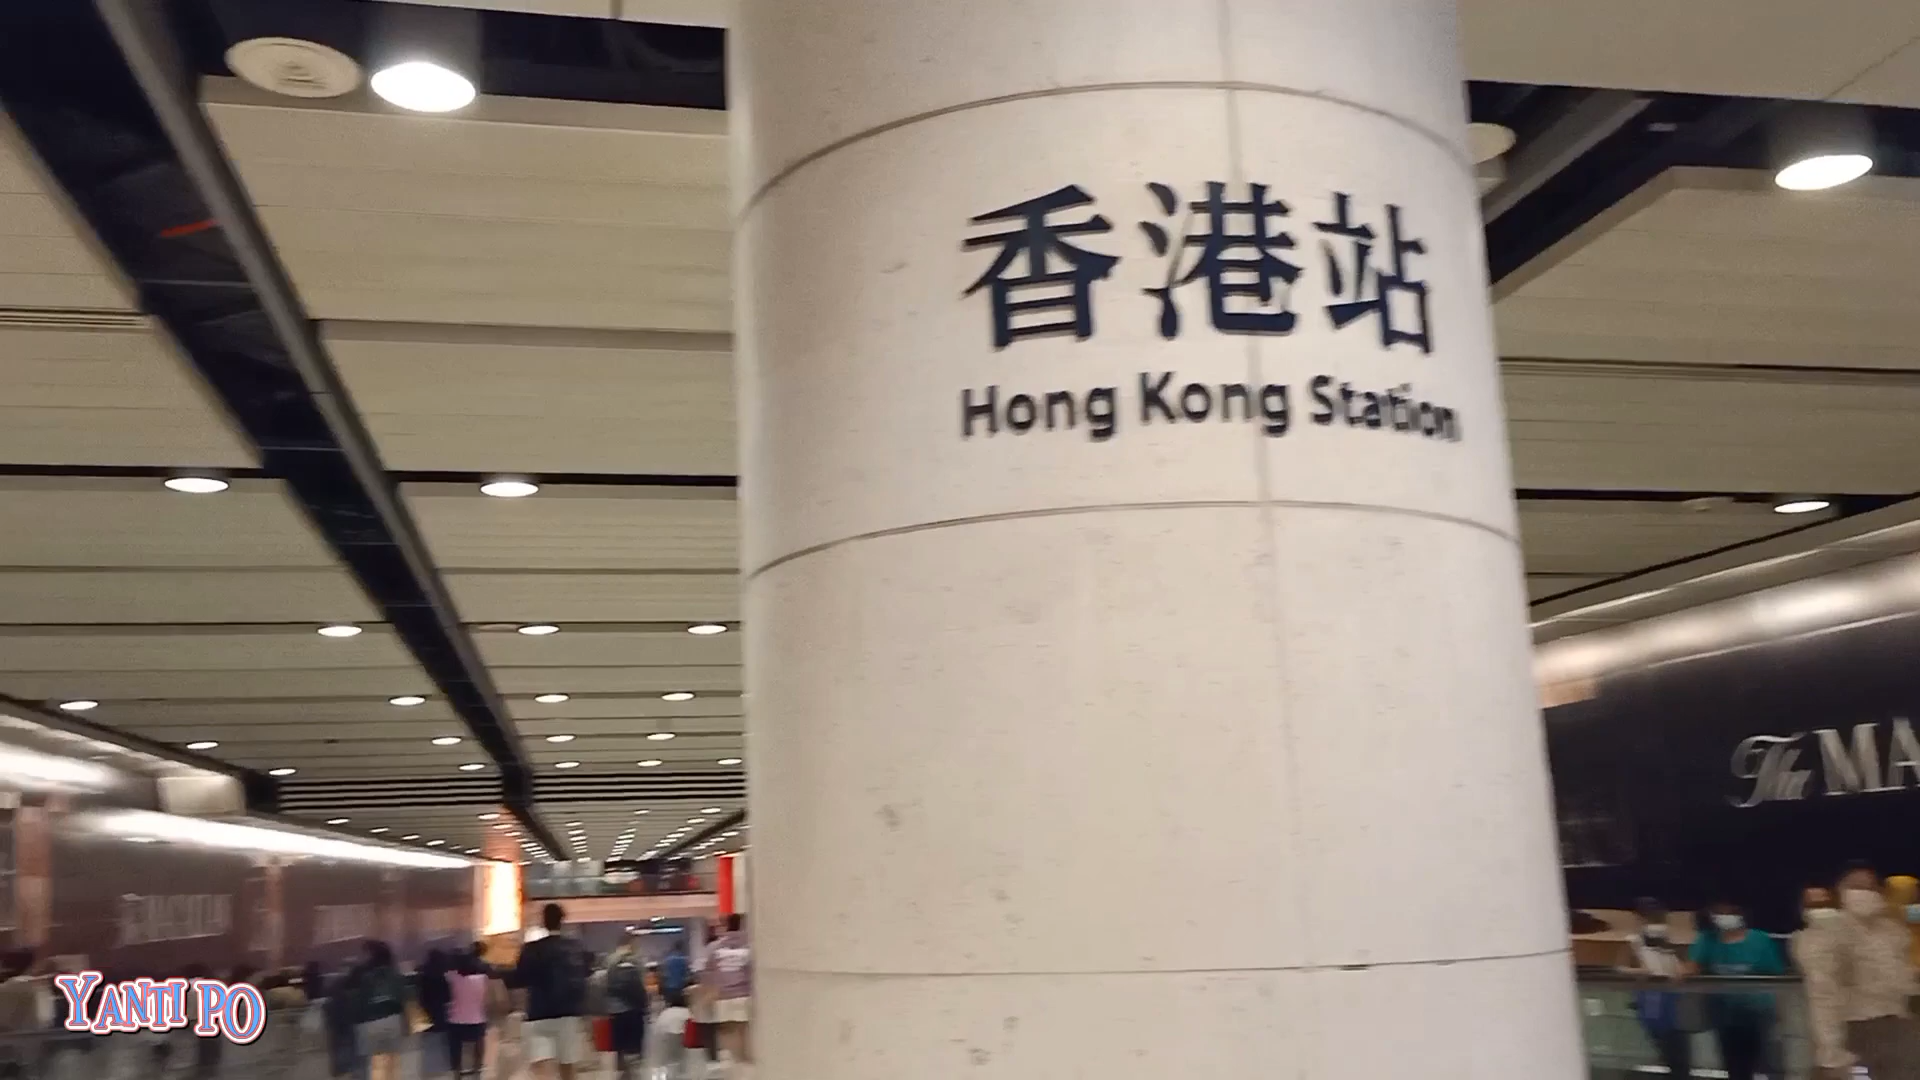 香港站
Hong Kong Station
The MA
YANTI PO